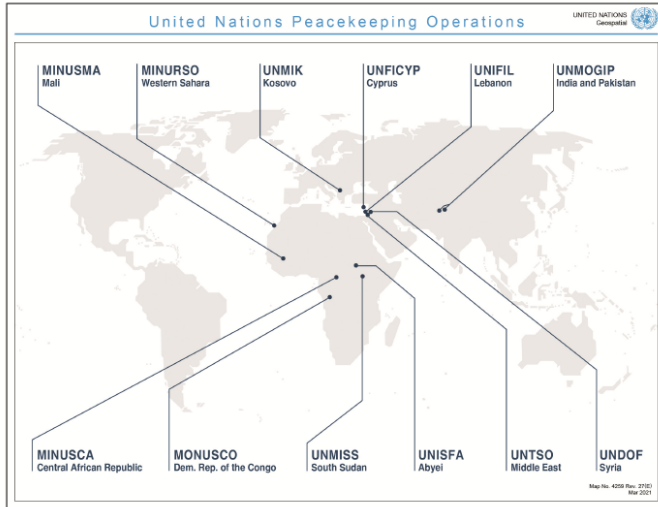 United Nations Peacekeeping Operations
UNITED NATIONS
Geospatial
MINUSMA
Mali
MINURSO
Western Sahara
UNMIK
Kosovo
UNFICYP
Cyprus
UNIFIL
Lebanon
UNMOGIP
India and Pakistan
MINUSCA
Central African Republic
MONUSCO
Dem. Rep. of the Congo
UNMISS
South Sudan
UNISFA
Abyei
UNTSO
Middle East
UNDOF
Syria
Map No. 4259 Rev. 27(E)
Mar 2021